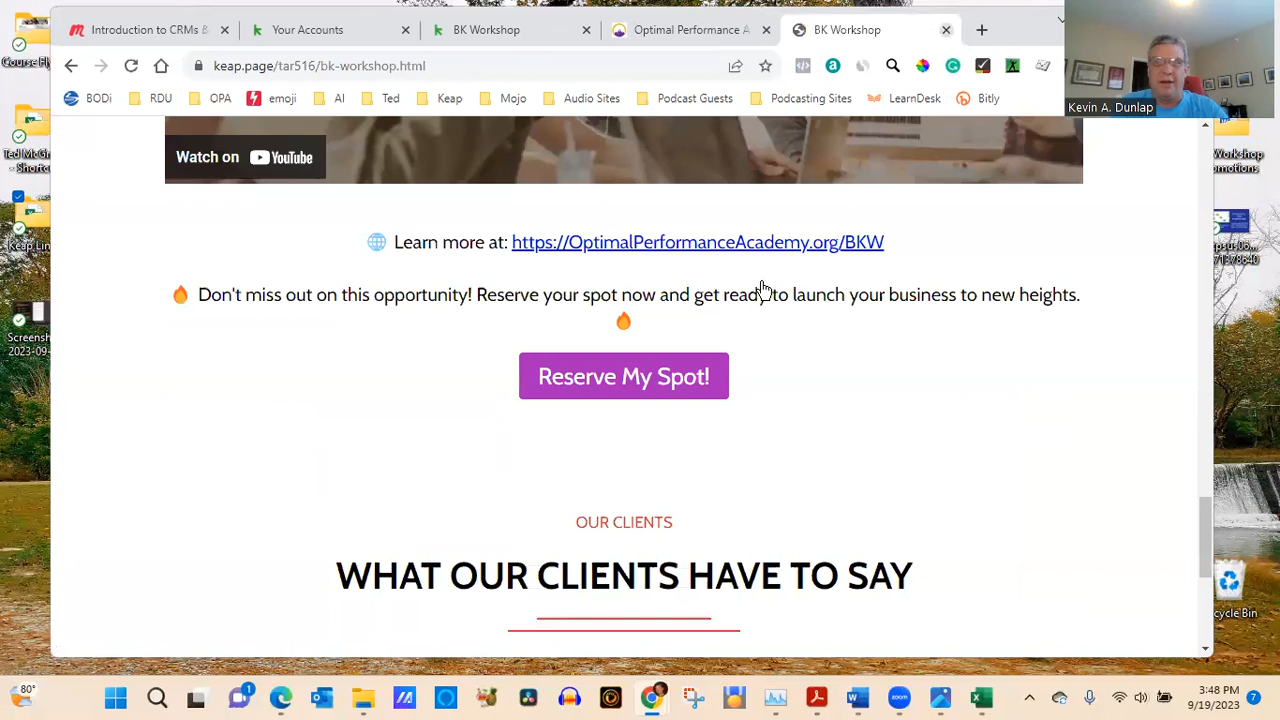 Introduction to CRMs &
Your Accounts
BK Workshop
Optimal Performance A
BK Workshop
keap.page/tar516/bk-workshop.html
BODi
RDU
OPA
emoji
AI
Ted
Keap
Mojo
Audio Sites
Podcast Guests
Podcasting Sites
LearnDesk
Bitly
Kevin A. Dunlap
Watch on YouTube
Learn more at: https://OptimalPerformanceAcademy.org/BKW
Don't miss out on this opportunity! Reserve your spot now and get ready to launch your business to new heights.
Reserve My Spot!
OUR CLIENTS
WHAT OUR CLIENTS HAVE TO SAY
80°
1
3:48 PM
9/19/2023
7